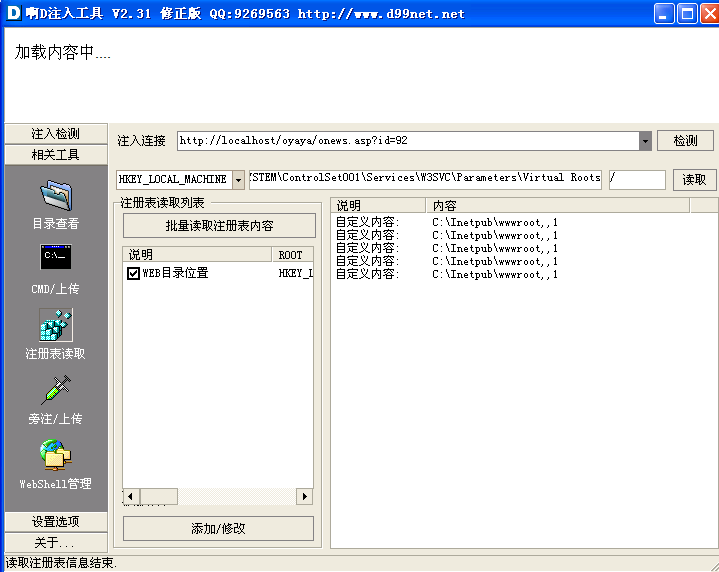 啊D注入工具 V2.31 修正版 QQ:9269563 http://www.d99net.net
加载内容中....
注入检测
相关工具
目录查看
C:\_
CMD/上传
注册表读取
旁注/上传
WebShell管理
设置选项
关于...
注入连接 http://localhost/oyaya/onews.asp?id=92 检测
HKEY_LOCAL_MACHINE YSTEM\ControlSet001\Services\W3SVC\Parameters\Virtual Roots / 读取
注册表读取列表
批量读取注册表内容
说明 ROOT
WEB目录位置 HKEY_L
添加/修改
说明 内容
自定义内容: C:\Inetpub\wwwroot,,1
自定义内容: C:\Inetpub\wwwroot,,1
自定义内容: C:\Inetpub\wwwroot,,1
自定义内容: C:\Inetpub\wwwroot,,1
自定义内容: C:\Inetpub\wwwroot,,1
读取注册表信息结束.